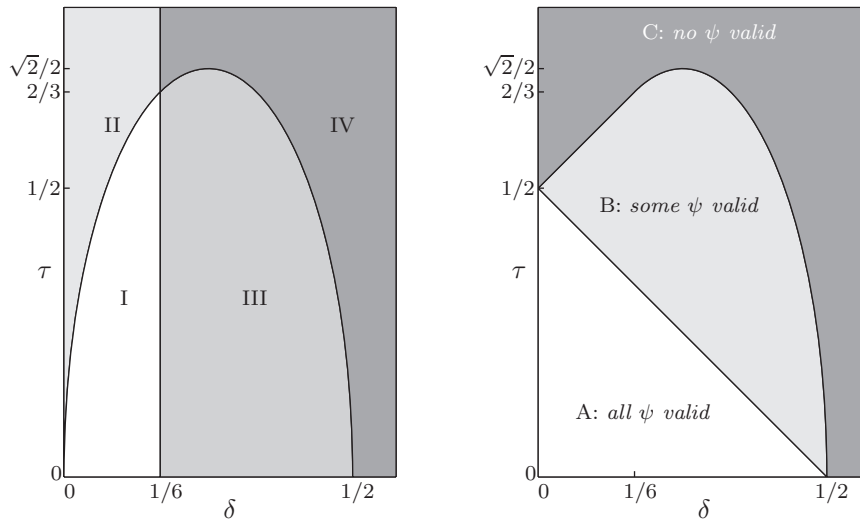 √2/2
2/3
II
IV
1/2
τ
I
III
0
0
1/6
1/2
δ
C: no ψ valid
√2/2
2/3
1/2
B: some ψ valid
τ
A: all ψ valid
0
0
1/6
1/2
δ